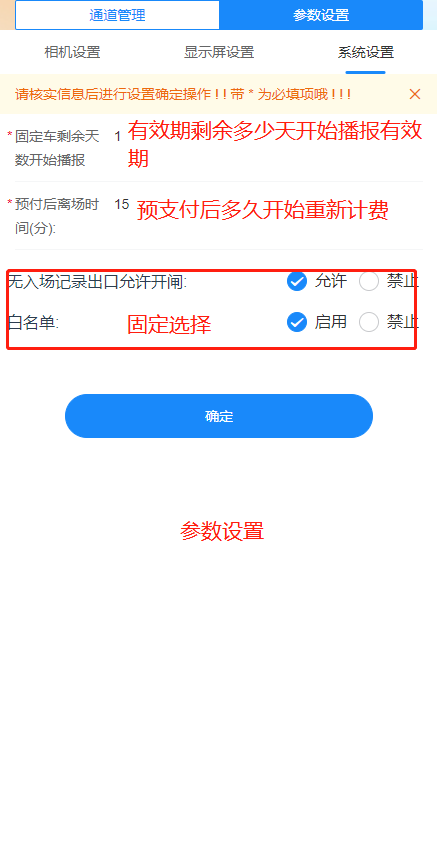 通道管理 参数设置
相机设置 显示屏设置 系统设置
请核实信息后进行设置确定操作!!带*为必填项哦!!! ×
*固定车剩余天 1 有效期剩余多少天开始播报有效
数开始播报 期
*预付后离场时 15 预支付后多久开始重新计费
间(分):
无入场记录出口允许开闸: 允许 禁止
白名单: 固定选择 启用 禁止
确定
参数设置